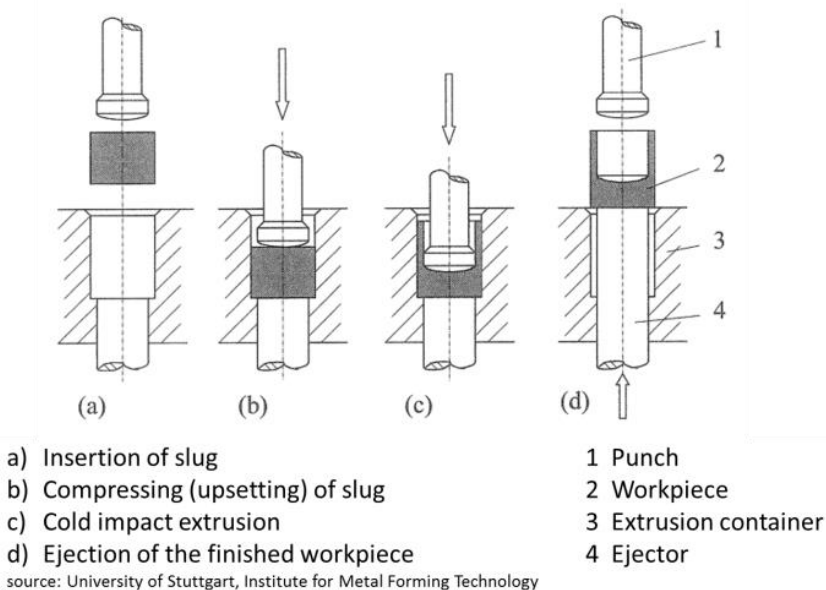 1
2
3
4
(a)
(b)
(c)
(d)
a) Insertion of slug
b) Compressing (upsetting) of slug
c) Cold impact extrusion
d) Ejection of the finished workpiece
1 Punch
2 Workpiece
3 Extrusion container
4 Ejector
source: University of Stuttgart, Institute for Metal Forming Technology